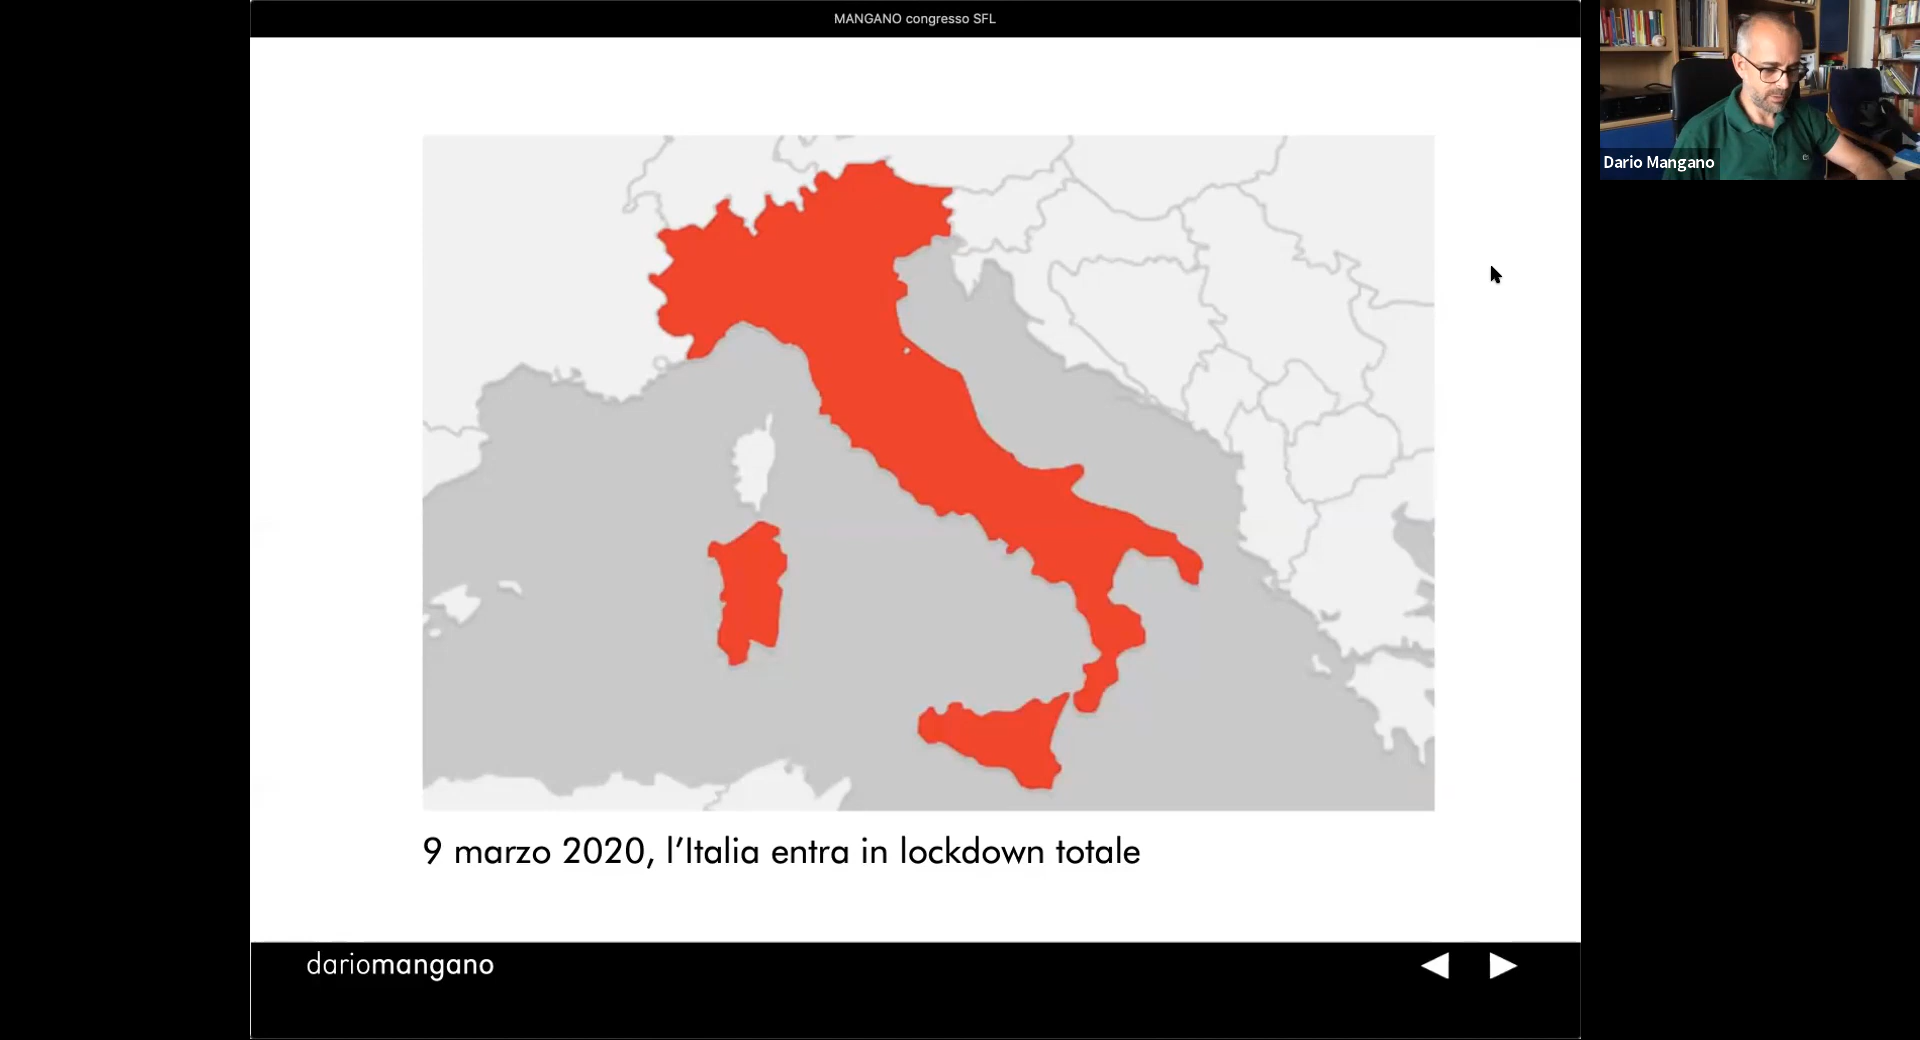 MANGANO congresso SFL
Dario Mangano
9 marzo 2020, l’Italia entra in lockdown totale
dariomangano